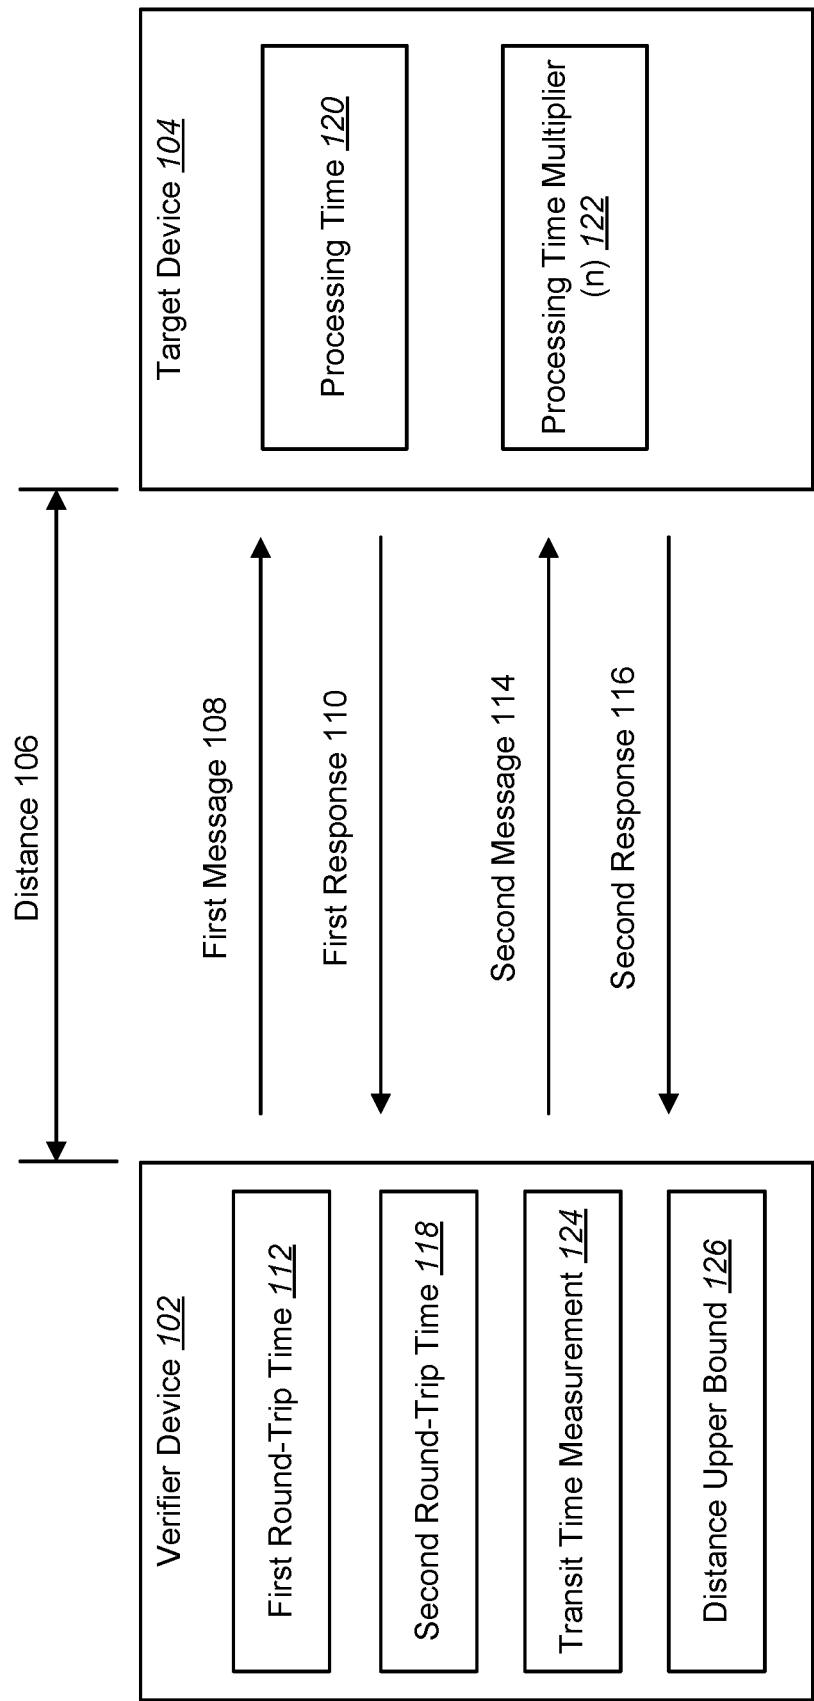 Distance 106
Verifier Device 102
First Round-Trip Time 112
Second Round-Trip Time 118
Transit Time Measurement 124
Distance Upper Bound 126
First Message 108
First Response 110
Second Message 114
Second Response 116
Target Device 104
Processing Time 120
Processing Time Multiplier
(n) 122